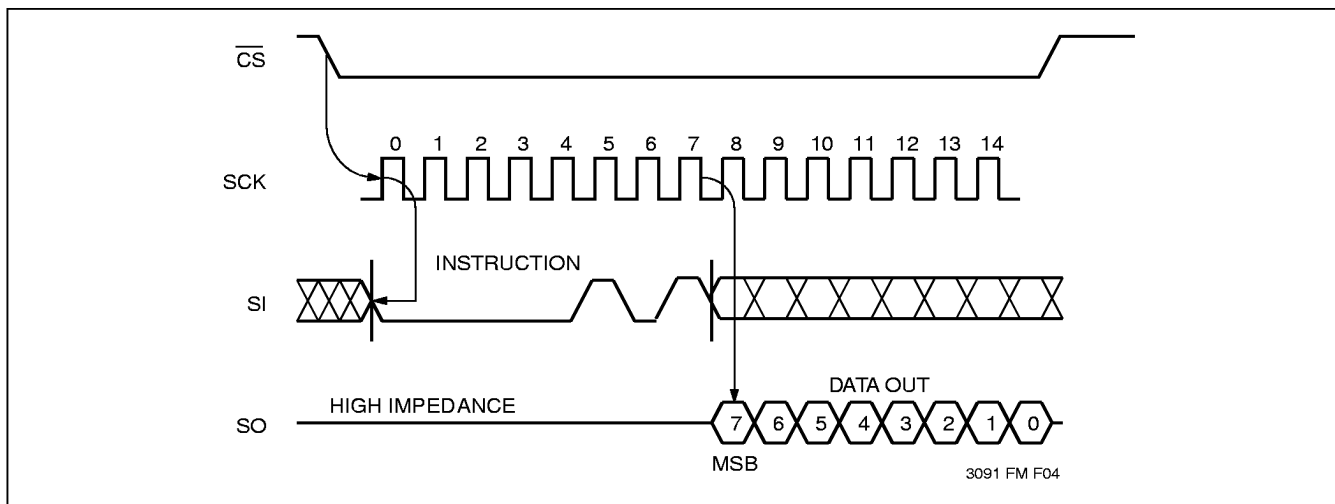 CS
0 1 2 3 4 5 6 7 8 9 10 11 12 13 14
SCK
INSTRUCTION
SI
DATA OUT
HIGH IMPEDANCE
SO
7 6 5 4 3 2 1 0
MSB
3091 FM F04